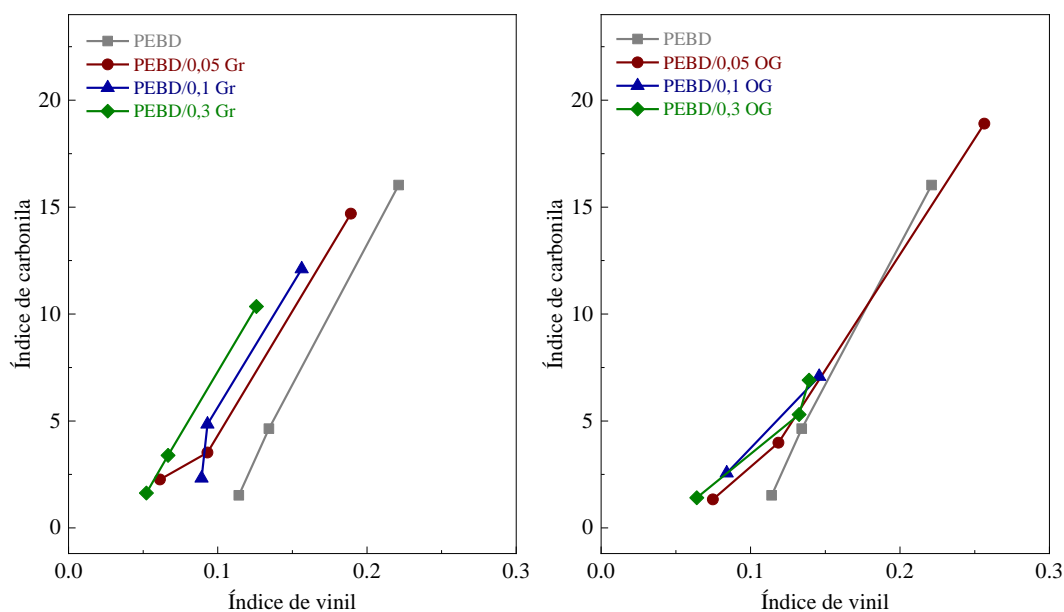 PEBD
PEBD/0,05 Gr
PEBD/0,1 Gr
PEBD/0,3 Gr
Índice de carbonila
20
15
10
5
0
0.0 0.1 0.2 0.3
Índice de vinil
PEBD
PEBD/0,05 OG
PEBD/0,1 OG
PEBD/0,3 OG
Índice de carbonila
20
15
10
5
0
0.0 0.1 0.2 0.3
Índice de vinil